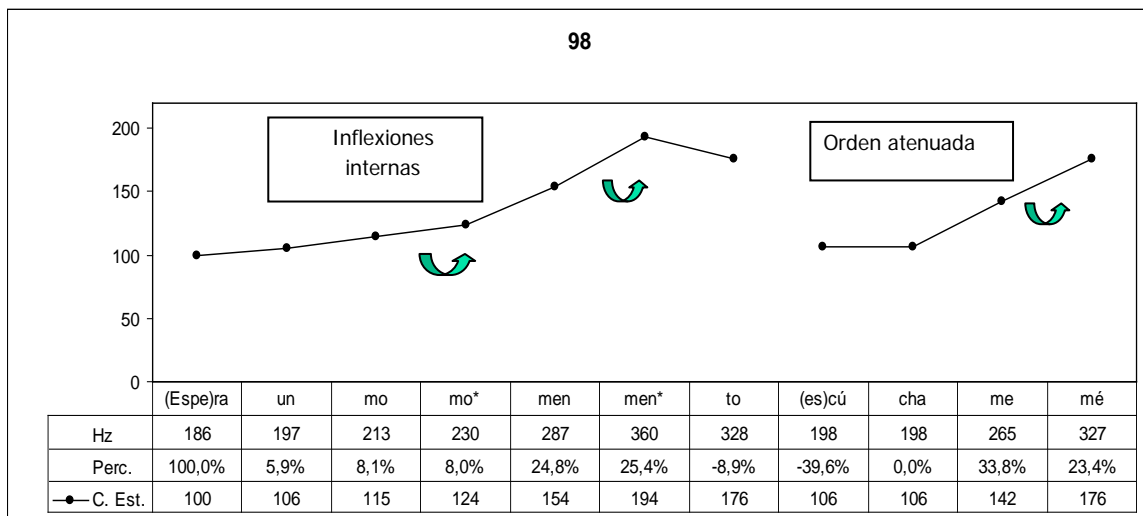 98
Inflexiones
internas
Orden atenuada
200
150
100
50
0
(Espe)ra un mo mo* men men* to (es)cú cha me mé
Hz 186 197 213 230 287 360 328 198 198 265 327
Perc. 100,0% 5,9% 8,1% 8,0% 24,8% 25,4% -8,9% -39,6% 0,0% 33,8% 23,4%
C. Est. 100 106 115 124 154 194 176 106 106 142 176